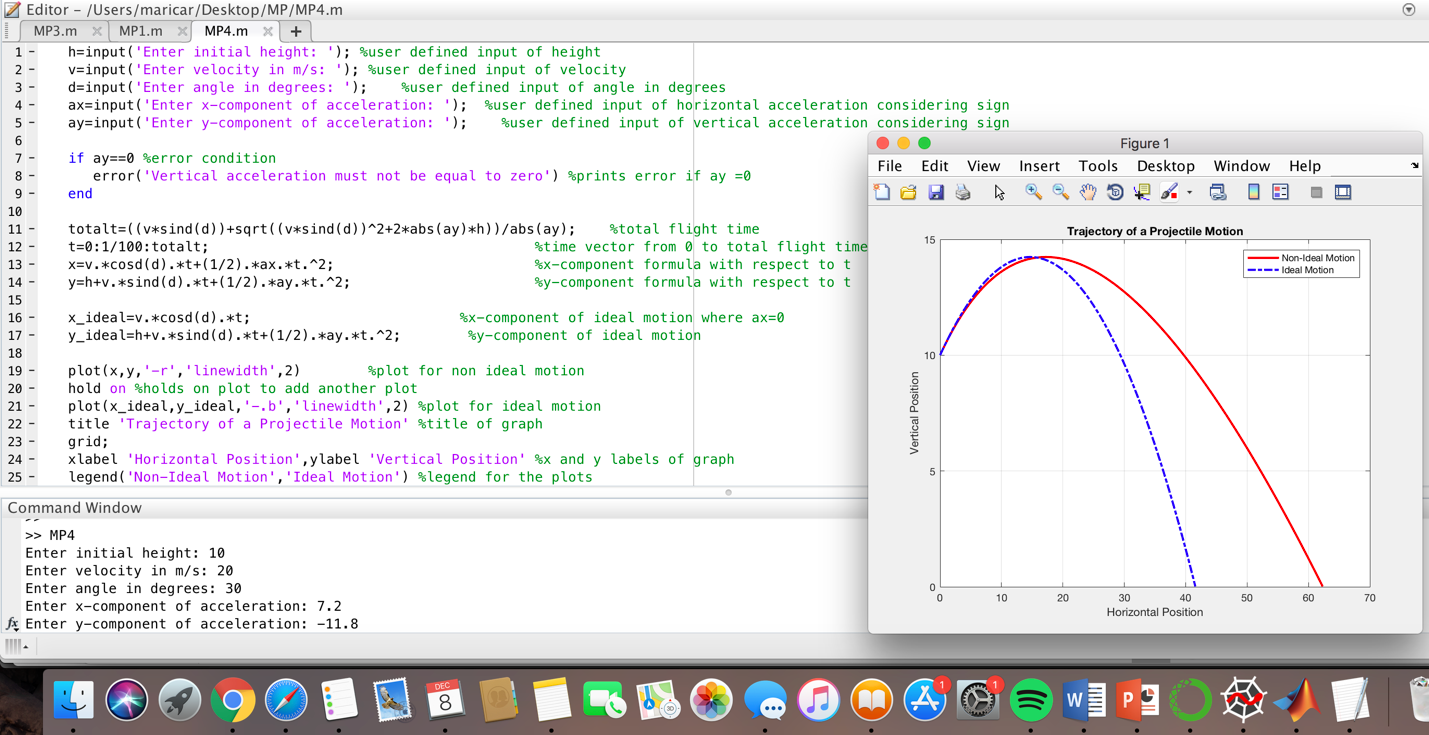 Editor – /Users/maricar/Desktop/MP/MP4.m
MP3.m × MP1.m × MP4.m × +
1 – h=input('Enter initial height: '); %user defined input of height
2 – v=input('Enter velocity in m/s: '); %user defined input of velocity
3 – d=input('Enter angle in degrees: '); %user defined input of angle in degrees
4 – ax=input('Enter x-component of acceleration: '); %user defined input of horizontal acceleration considering sign
5 – ay=input('Enter y-component of acceleration: '); %user defined input of vertical acceleration considering sign
6
7 – if ay==0 %error condition
8 – error('Vertical acceleration must not be equal to zero') %prints error if ay =0
9 – end
10
11 – totalt=((v*sind(d))+sqrt((v*sind(d))^2+2*abs(ay)*h))/abs(ay); %total flight time
12 – t=0:1/100:totalt; %time vector from 0 to total flight time
13 – x=v.*cosd(d).*t+(1/2).*ax.*t.^2; %x-component formula with respect to t
14 – y=h+v.*sind(d).*t+(1/2).*ay.*t.^2; %y-component formula with respect to t
15
16 – x_ideal=v.*cosd(d).*t; %x-component of ideal motion where ax=0
17 – y_ideal=h+v.*sind(d).*t+(1/2).*ay.*t.^2; %y-component of ideal motion
18
19 – plot(x,y,'-r','linewidth',2) %plot for non ideal motion
20 – hold on %holds on plot to add another plot
21 – plot(x_ideal,y_ideal,'-.b','linewidth',2) %plot for ideal motion
22 – title 'Trajectory of a Projectile Motion' %title of graph
23 – grid;
24 – xlabel 'Horizontal Position',ylabel 'Vertical Position' %x and y labels of graph
25 – legend('Non-Ideal Motion','Ideal Motion') %legend for the plots
Command Window
>>
>> MP4
Enter initial height: 10
Enter velocity in m/s: 20
Enter angle in degrees: 30
Enter x-component of acceleration: 7.2
fx Enter y-component of acceleration: -11.8
Figure 1
File Edit View Insert Tools Desktop Window Help
Trajectory of a Projectile Motion
Non-Ideal Motion
Ideal Motion
15
10
5
0
Vertical Position
0 10 20 30 40 50 60 70
Horizontal Position
DEC
8
1
1
W
P